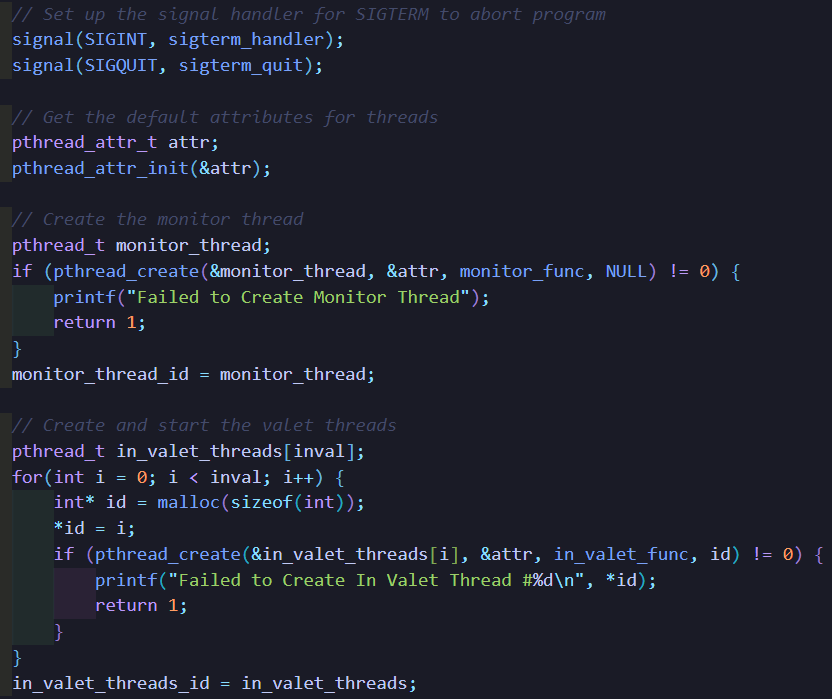 // Set up the signal handler for SIGTERM to abort program
signal(SIGINT, sigterm_handler);
signal(SIGQUIT, sigterm_quit);
// Get the default attributes for threads
pthread_attr_t attr;
pthread_attr_init(&attr);
// Create the monitor thread
pthread_t monitor_thread;
if (pthread_create(&monitor_thread, &attr, monitor_func, NULL) != 0) {
printf("Failed to Create Monitor Thread");
return 1;
}
monitor_thread_id = monitor_thread;
// Create and start the valet threads
pthread_t in_valet_threads[inval];
for(int i = 0; i < inval; i++) {
int* id = malloc(sizeof(int));
*id = i;
if (pthread_create(&in_valet_threads[i], &attr, in_valet_func, id) != 0) {
printf("Failed to Create In Valet Thread #%d\n", *id);
return 1;
}
}
in_valet_threads_id = in_valet_threads;